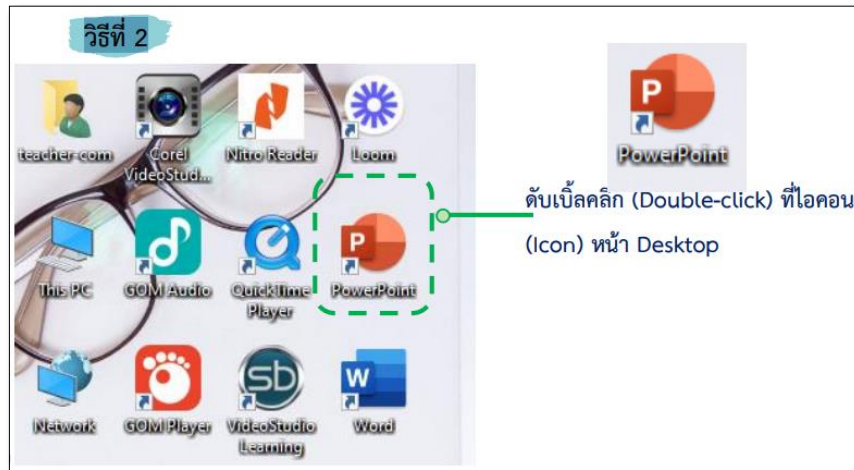 วิธีที่ 2
teacher-com
Corel
VideoStud...
Nitro Reader
Loom
This PC
GOM Audio
QuickTime
Player
PowerPoint
Network
GOM Player
VideoStudio
Learning
Word
PowerPoint
ดับเบิ้ลคลิก (Double-click) ที่ไอคอน
(Icon) หน้า Desktop